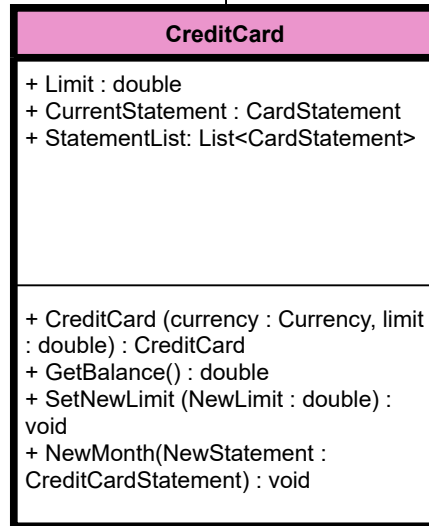 CreditCard
+ Limit : double
+ CurrentStatement : CardStatement
+ StatementList: List<CardStatement>
+ CreditCard (currency : Currency, limit
: double) : CreditCard
+ GetBalance() : double
+ SetNewLimit (NewLimit : double) :
void
+ NewMonth(NewStatement :
CreditCardStatement) : void